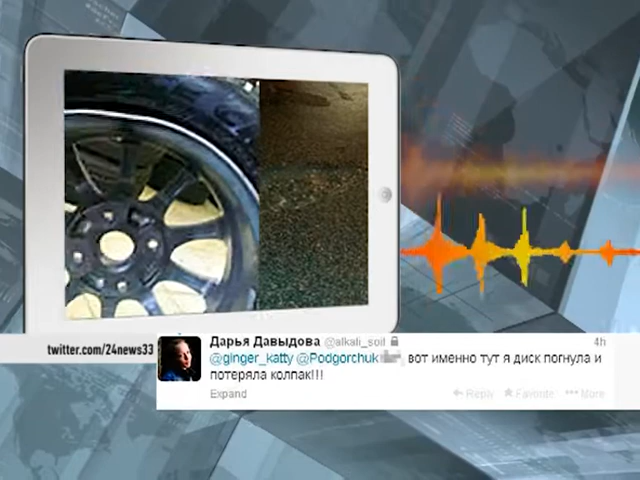 twitter.com/24news33
Дарья Давыдова @alkali_soil 4h
@ginger_katty @Podgorchuk вот именно тут я диск погнула и
потеряла колпак!!!
Expand Reply Favorite More